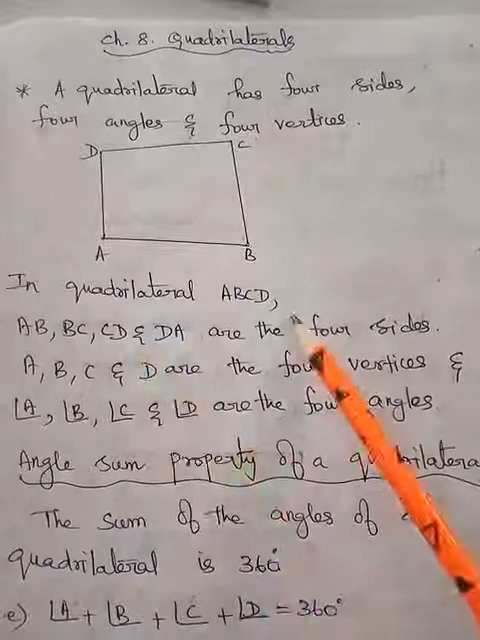 Ch. 8. Quadrilaterals
* A quadrilateral has four sides,
four angles & four vertices.
D C
A B
In quadrilateral ABCD,
AB, BC, CD & DA are the four sides.
A, B, C & D are the four vertices &
∠A, ∠B, ∠C & ∠D are the four angles.
Angle sum property of a
The sum of the angles of
quadrilateral is 360°
e) ∠A + ∠B + ∠C + ∠D = 360°